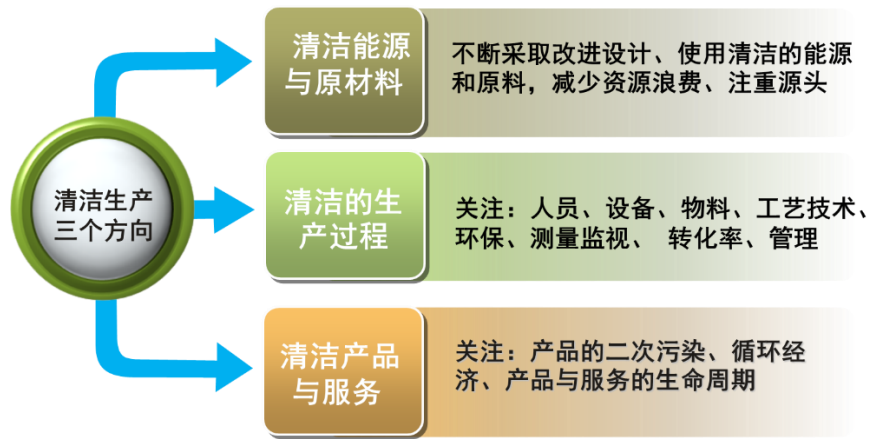 清洁生产
三个方向
清洁能源
与原材料
不断采取改进设计、使用清洁的能源
和原料，减少资源浪费、注重源头
清洁的生
产过程
关注：人员、设备、物料、工艺技术、
环保、测量监视、 转化率、管理
清洁产品
与服务
关注：产品的二次污染、循环经
济、产品与服务的生命周期